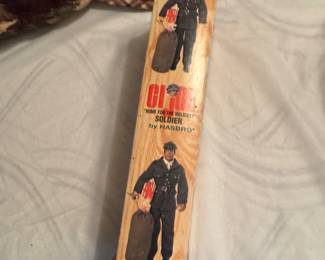 GI JOE
"HOME FOR THE HOLIDAYS"
SOLDIER
by HASBRO®